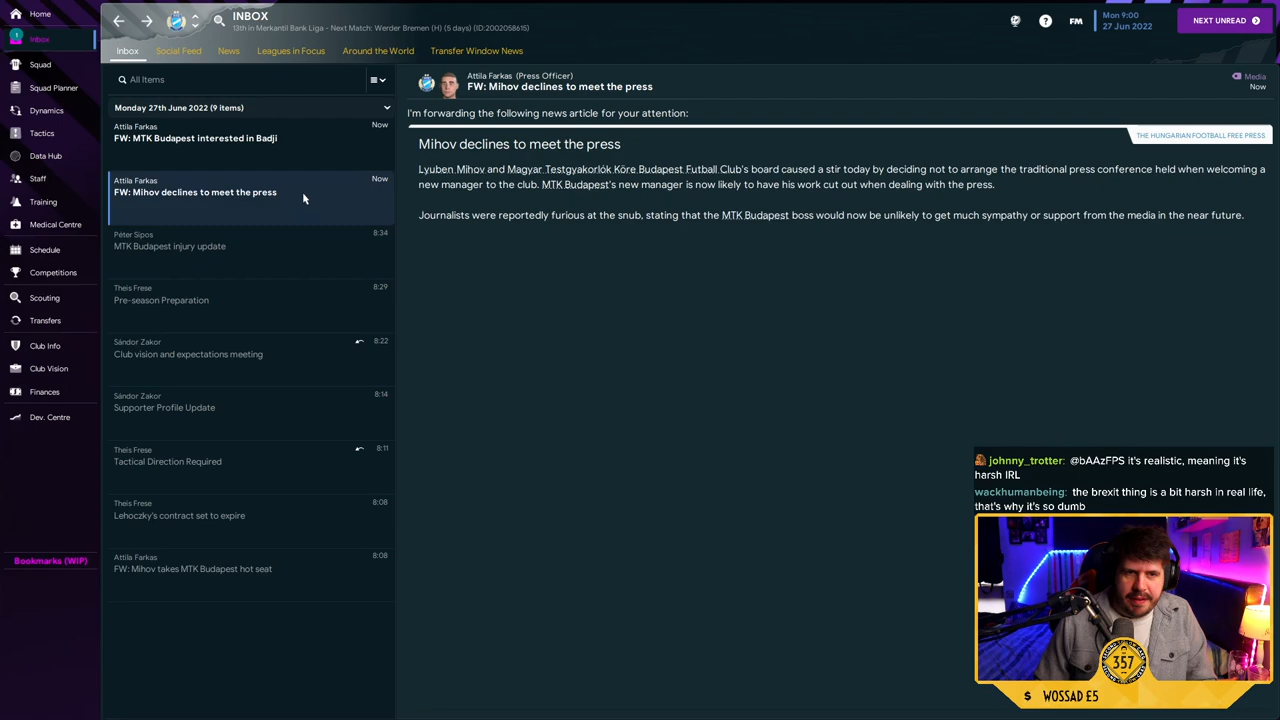 Home
INBOX
13th in Merkantil Bank Liga - Next Match: Werder Bremen (H) (5 days) (ID:2002058615)
FM
Mon 9:00
27 Jun 2022
NEXT UNREAD
1
Inbox
Inbox
Social Feed
News
Leagues in Focus
Around the World
Transfer Window News
Squad
Squad Planner
Dynamics
Tactics
Data Hub
Staff
Training
Medical Centre
Schedule
Competitions
Scouting
Transfers
Club Info
Club Vision
Finances
Dev. Centre
Bookmarks (WIP)
All Items
Monday 27th June 2022 (9 items)
Attila Farkas
Now
FW: MTK Budapest interested in Badji
Attila Farkas
Now
FW: Mihov declines to meet the press
Péter Sipos
8:34
MTK Budapest injury update
Theis Frese
8:29
Pre-season Preparation
Sándor Zakor
8:22
Club vision and expectations meeting
Sándor Zakor
8:14
Supporter Profile Update
Theis Frese
8:11
Tactical Direction Required
Theis Frese
8:08
Lehoczky's contract set to expire
Attila Farkas
8:08
FW: Mihov takes MTK Budapest hot seat
Attila Farkas (Press Officer)
FW: Mihov declines to meet the press
Media
Now
I'm forwarding the following news article for your attention:
THE HUNGARIAN FOOTBALL FREE PRESS
Mihov declines to meet the press
Lyuben Mihov and Magyar Testgyakorlók Köre Budapest Futball Club's board caused a stir today by deciding not to arrange the traditional press conference held when welcoming a
new manager to the club. MTK Budapest's new manager is now likely to have his work cut out when dealing with the press.
Journalists were reportedly furious at the snub, stating that the MTK Budapest boss would now be unlikely to get much sympathy or support from the media in the near future.
johnny_trotter: @bAAzFPS it's realistic, meaning it's
harsh IRL
wackhumanbeing: the brexit thing is a bit harsh in real life,
that's why it's so dumb
357
$ WOSSAD £5